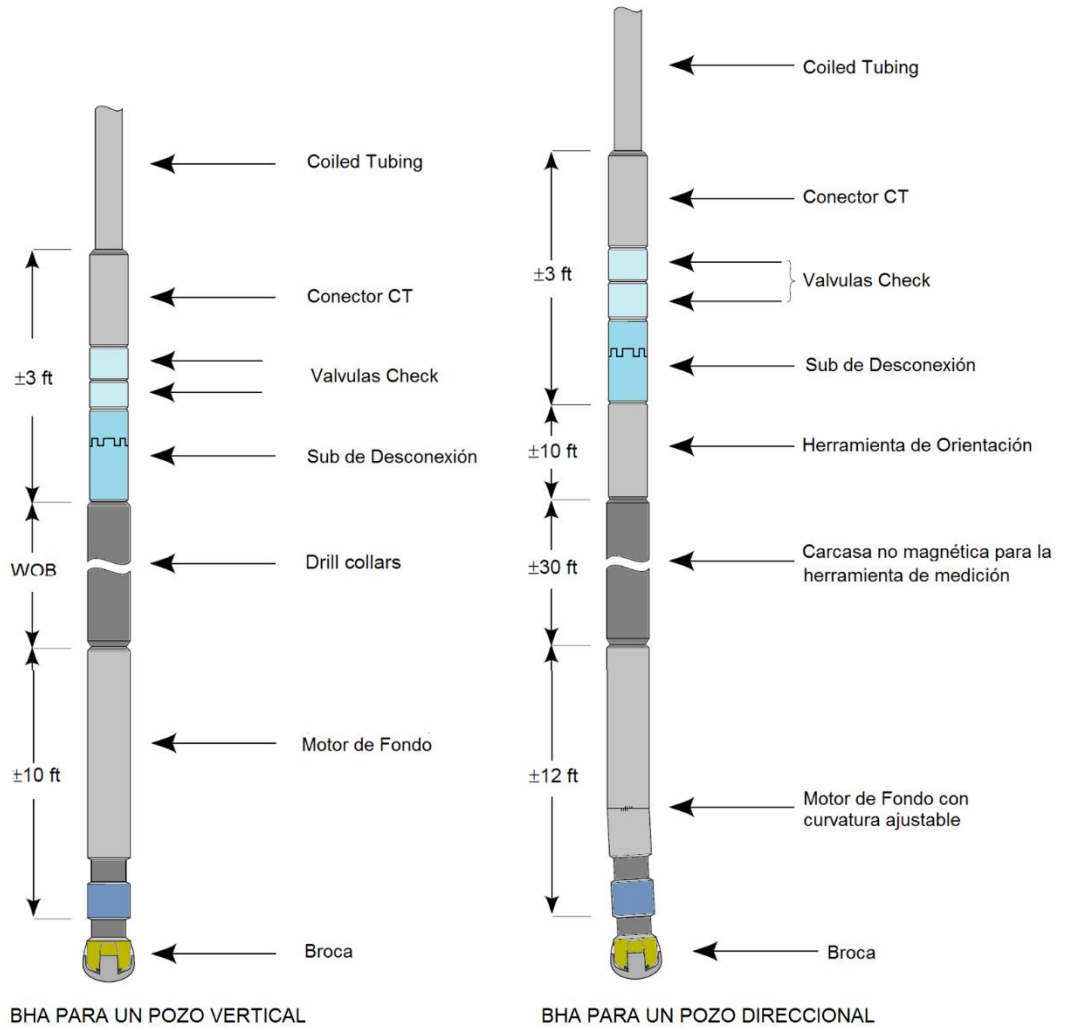 Coiled Tubing
Conector CT
±3 ft
Valvulas Check
Sub de Desconexión
WOB
Drill collars
Motor de Fondo
±10 ft
Broca
BHA PARA UN POZO VERTICAL
Coiled Tubing
Conector CT
±3 ft
Valvulas Check
Sub de Desconexión
±10 ft
Herramienta de Orientación
±30 ft
Carcasa no magnética para la
herramienta de medición
±12 ft
Motor de Fondo con
curvatura ajustable
Broca
BHA PARA UN POZO DIRECCIONAL